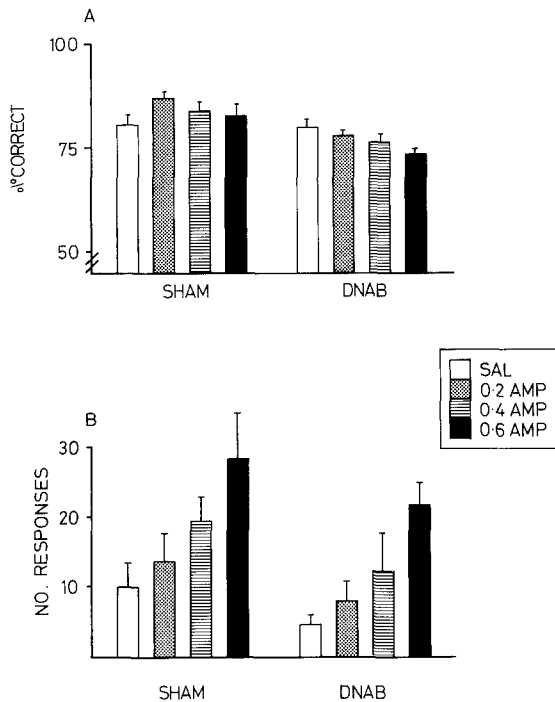 A
100
75
50
% CORRECT
SHAM DNAB
SAL
0·2 AMP
0·4 AMP
0·6 AMP
B
30
20
10
NO. RESPONSES
SHAM DNAB